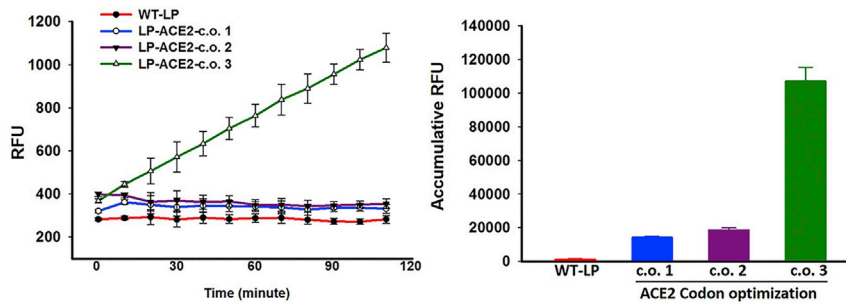 WT-LP
LP-ACE2-c.o. 1
LP-ACE2-c.o. 2
LP-ACE2-c.o. 3
1200
1000
800
600
400
200
RFU
0 30 60 90 120
Time (minute)
140000
120000
100000
80000
60000
40000
20000
0
Accumulative RFU
WT-LP c.o. 1 c.o. 2 c.o. 3
ACE2 Codon optimization